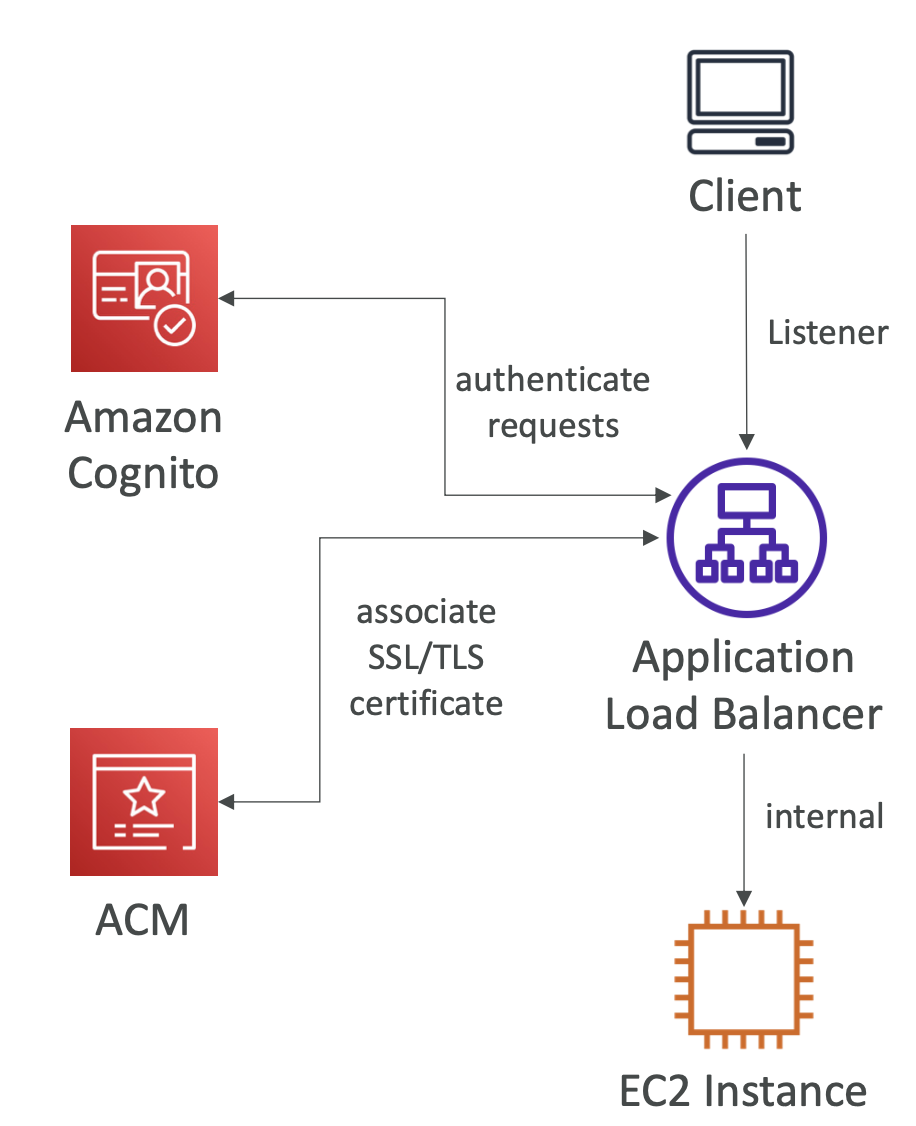 Client
Listener
Amazon
Cognito
authenticate
requests
associate
SSL/TLS
certificate
Application
Load Balancer
ACM
internal
EC2 Instance